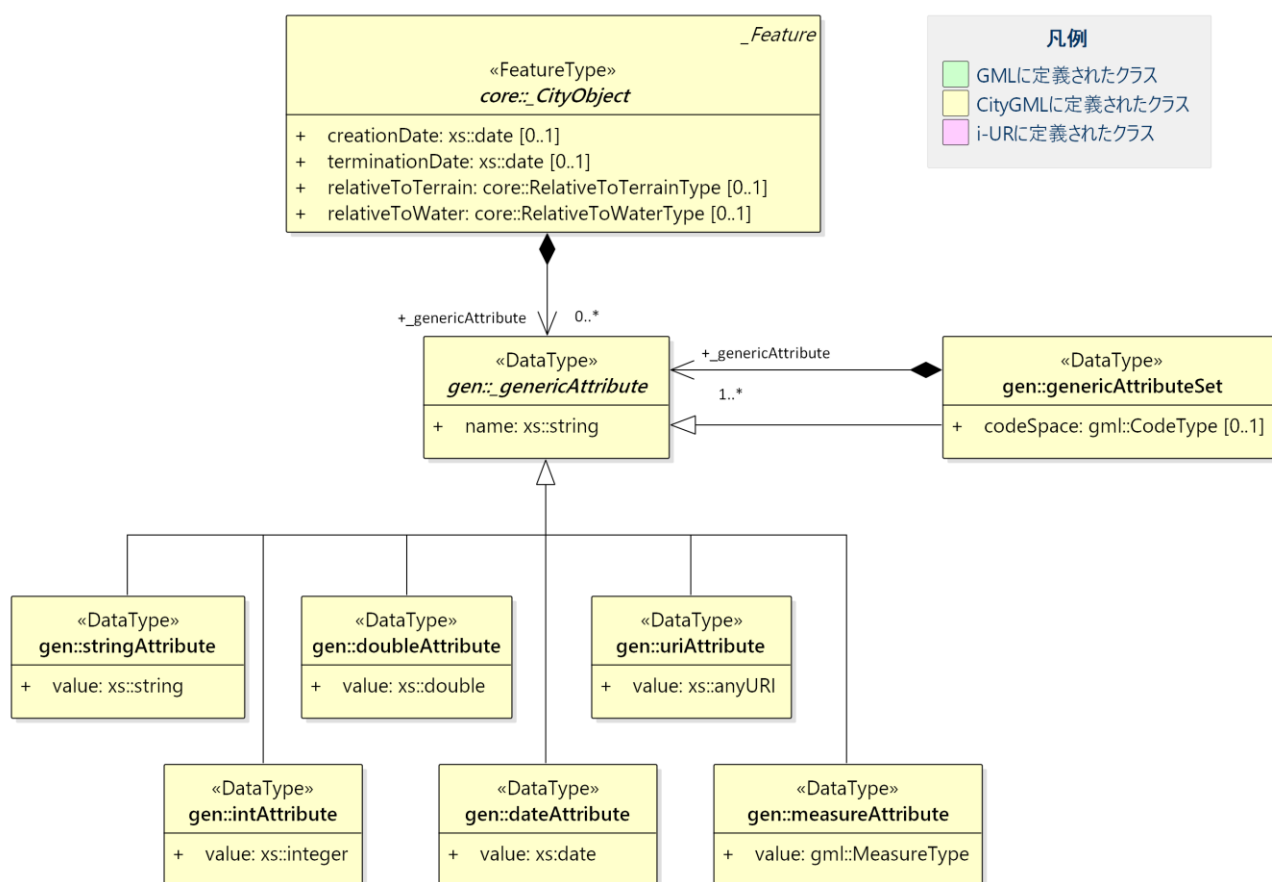 _Feature
«FeatureType»
core::_CityObject
+ creationDate: xs::date [0..1]
+ terminationDate: xs::date [0..1]
+ relativeToTerrain: core::RelativeToTerrainType [0..1]
+ relativeToWater: core::RelativeToWaterType [0..1]
凡例
GMLに定義されたクラス
CityGMLに定義されたクラス
i-URに定義されたクラス
+_genericAttribute 0..*
«DataType»
gen::_genericAttribute
+ name: xs::string
+_genericAttribute
1..*
«DataType»
gen::genericAttributeSet
+ codeSpace: gml::CodeType [0..1]
«DataType»
gen::stringAttribute
+ value: xs::string
«DataType»
gen::doubleAttribute
+ value: xs::double
«DataType»
gen::uriAttribute
+ value: xs::anyURI
«DataType»
gen::intAttribute
+ value: xs::integer
«DataType»
gen::dateAttribute
+ value: xs:date
«DataType»
gen::measureAttribute
+ value: gml::MeasureType